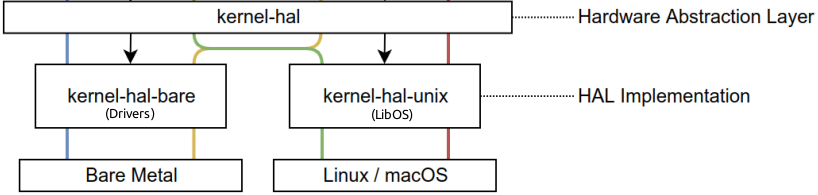 kernel-hal
Hardware Abstraction Layer
kernel-hal-bare
(Drivers)
kernel-hal-unix
(LibOS)
HAL Implementation
Bare Metal
Linux / macOS